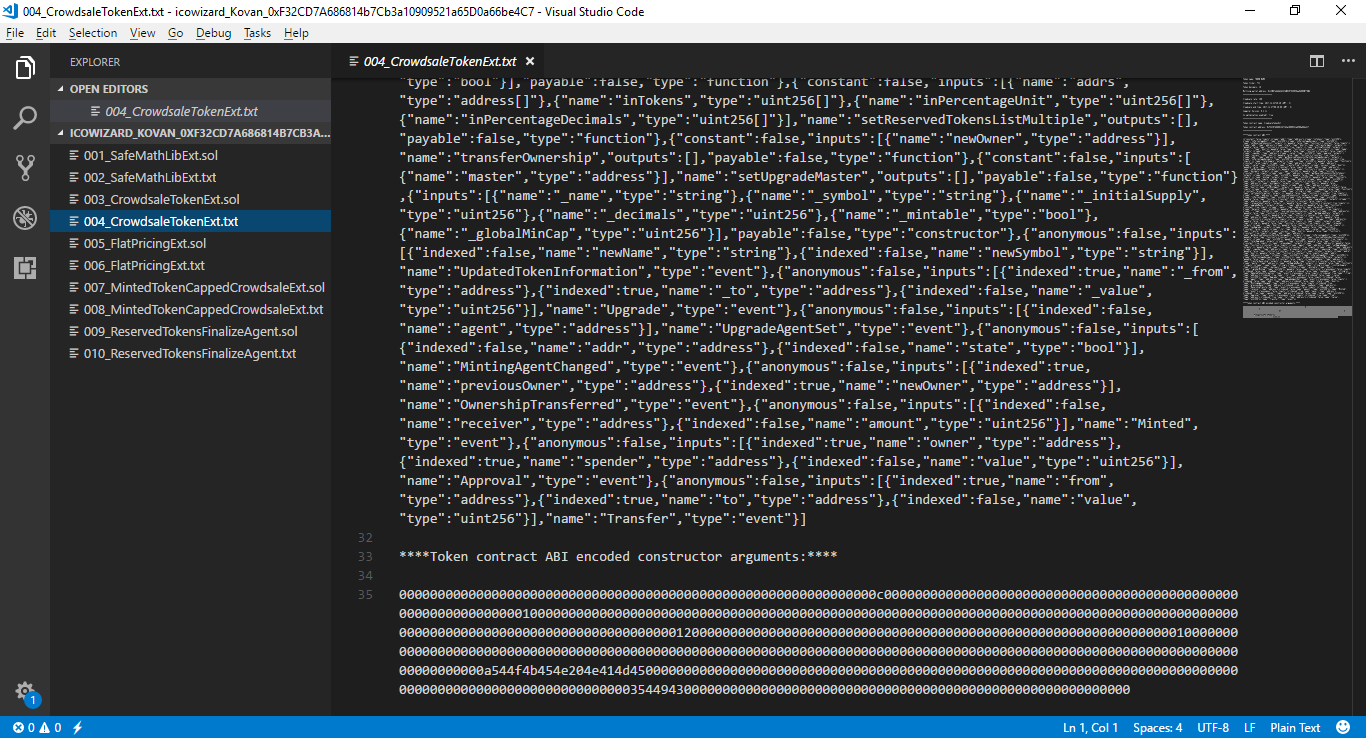 004_CrowdsaleTokenExt.txt - icowizard_Kovan_0xF32CD7A686814b7Cb3a10909521a65D0a66be4C7 - Visual Studio Code
File Edit Selection View Go Debug Tasks Help
EXPLORER
OPEN EDITORS
004_CrowdsaleTokenExt.txt
ICOWIZARD_KOVAN_0XF32CD7A686814B7CB3A...
001_SafeMathLibExt.sol
002_SafeMathLibExt.txt
003_CrowdsaleTokenExt.sol
004_CrowdsaleTokenExt.txt
005_FlatPricingExt.sol
006_FlatPricingExt.txt
007_MintedTokenCappedCrowdsaleExt.sol
008_MintedTokenCappedCrowdsaleExt.txt
009_ReservedTokensFinalizeAgent.sol
010_ReservedTokensFinalizeAgent.txt
004_CrowdsaleTokenExt.txt
"type":"bool"}],"payable":false,"type":"function"},{"constant":false,"inputs":[{"name":"addrs",
"type":"address[]"},{"name":"inTokens","type":"uint256[]"},{"name":"inPercentageUnit","type":"uint256[]"},
{"name":"inPercentageDecimals","type":"uint256[]"}],"name":"setReservedTokensListMultiple","outputs":[],
"payable":false,"type":"function"},{"constant":false,"inputs":[{"name":"newOwner","type":"address"}],
"name":"transferOwnership","outputs":[],"payable":false,"type":"function"},{"constant":false,"inputs":[
{"name":"master","type":"address"}],"name":"setUpgradeMaster","outputs":[],"payable":false,"type":"function"}
,{"inputs":[{"name":"_name","type":"string"},{"name":"_symbol","type":"string"},{"name":"_initialSupply",
"type":"uint256"},{"name":"_decimals","type":"uint256"},{"name":"_mintable","type":"bool"},
{"name":"_globalMinCap","type":"uint256"}],"payable":false,"type":"constructor"},{"anonymous":false,"inputs":
[{"indexed":false,"name":"newName","type":"string"},{"indexed":false,"name":"newSymbol","type":"string"}],
"name":"UpdatedTokenInformation","type":"event"},{"anonymous":false,"inputs":[{"indexed":true,"name":"_from",
"type":"address"},{"indexed":true,"name":"_to","type":"address"},{"indexed":false,"name":"_value",
"type":"uint256"}],"name":"Upgrade","type":"event"},{"anonymous":false,"inputs":[{"indexed":false,
"name":"agent","type":"address"}],"name":"UpgradeAgentSet","type":"event"},{"anonymous":false,"inputs":[
{"indexed":false,"name":"addr","type":"address"},{"indexed":false,"name":"state","type":"bool"}],
"name":"MintingAgentChanged","type":"event"},{"anonymous":false,"inputs":[{"indexed":true,
"name":"previousOwner","type":"address"},{"indexed":true,"name":"newOwner","type":"address"}],
"name":"OwnershipTransferred","type":"event"},{"anonymous":false,"inputs":[{"indexed":false,
"name":"receiver","type":"address"},{"indexed":false,"name":"amount","type":"uint256"}],"name":"Minted",
"type":"event"},{"anonymous":false,"inputs":[{"indexed":true,"name":"owner","type":"address"},
{"indexed":true,"name":"spender","type":"address"},{"indexed":false,"name":"value","type":"uint256"}],
"name":"Approval","type":"event"},{"anonymous":false,"inputs":[{"indexed":true,"name":"from",
"type":"address"},{"indexed":true,"name":"to","type":"address"},{"indexed":false,"name":"value",
"type":"uint256"}],"name":"Transfer","type":"event"}]
32
33 ****Token contract ABI encoded constructor arguments:****
34
35 00000000000000000000000000000000000000000000000000000000000000c0000000000000000000000000000000000000000000000
0000000000000000100000000000000000000000000000000000000000000000000000000000000000000000000000000000000000000
0000000000000000000000000000000000001200000000000000000000000000000000000000000000000000000000000000010000000
0000000000000000000000000000000000000000000000000000000000000000000000000000000000000000000000000000000000000
00000000000a544f4b454e204e414d4500000000000000000000000000000000000000000000000000000000000000000000000000000
00000000000000000000000000000035449430000000000000000000000000000000000000000000000000000000000
1
0 0
Ln 1, Col 1 Spaces: 4 UTF-8 LF Plain Text